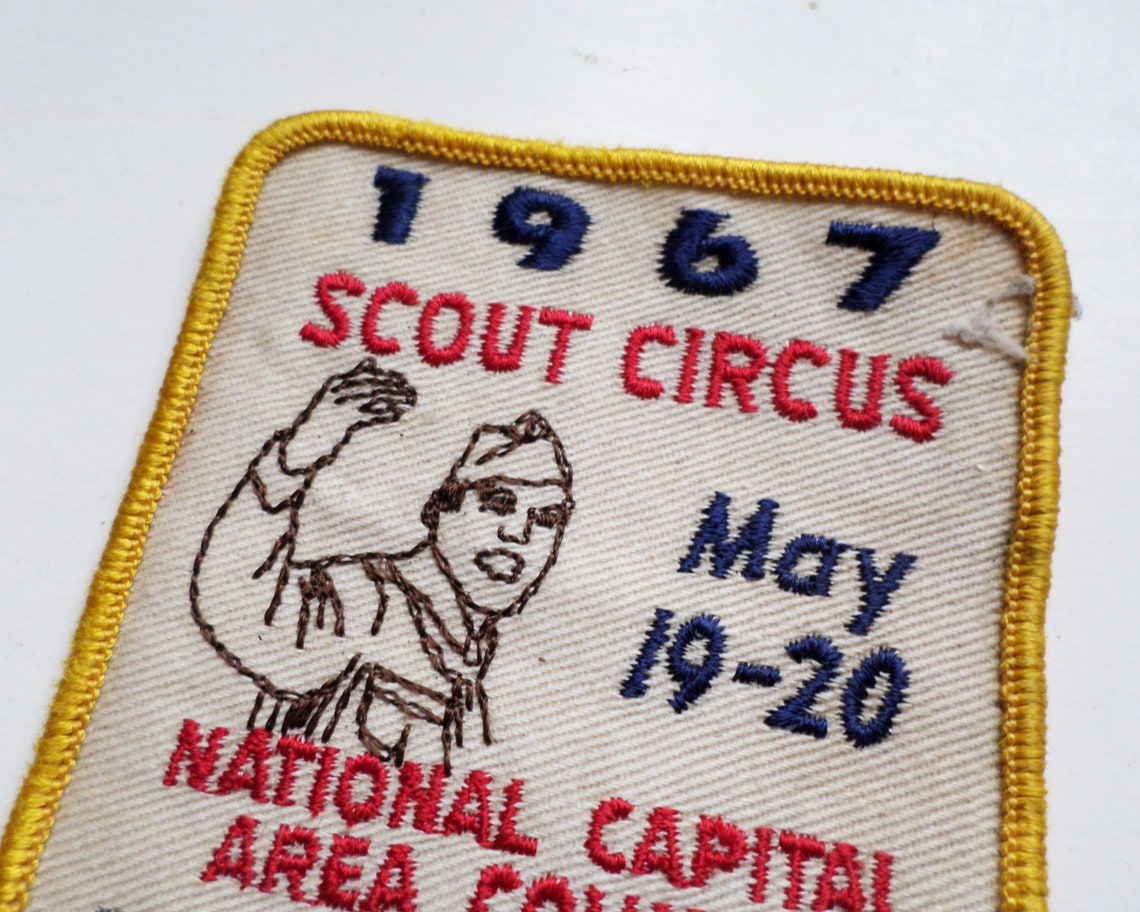 1967
SCOUT CIRCUS
May
19-20
NATIONAL CAPITAL
AREA